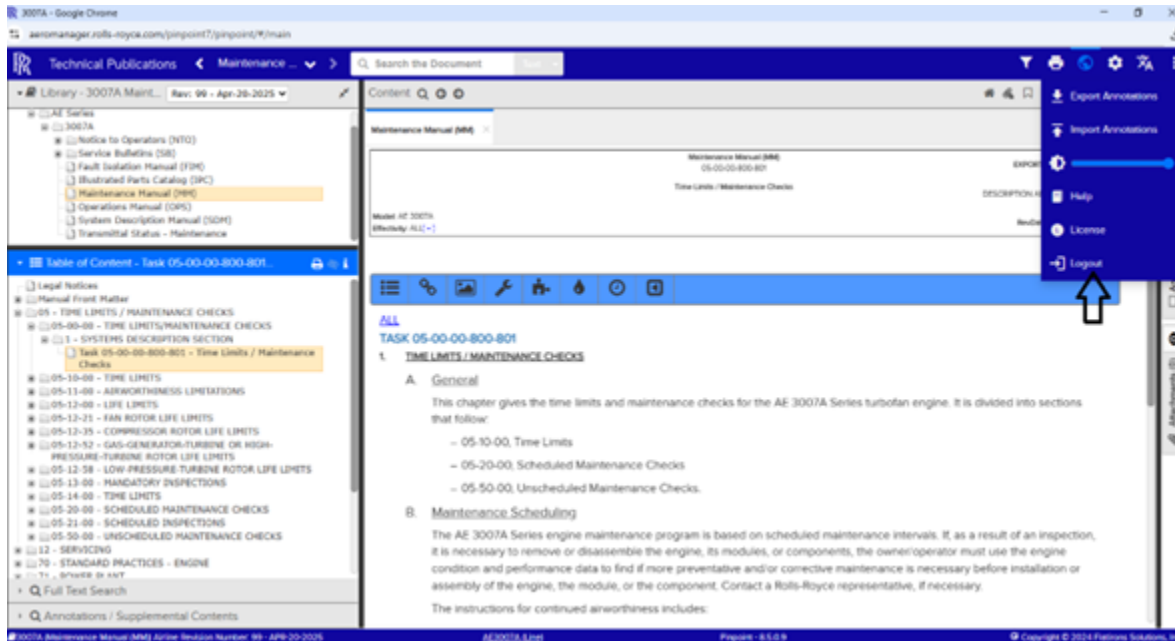 3007A - Google Chrome
aeromanager.rolls-royce.com/pinpoint7/pinpoint/#/main
Technical Publications
Maintenance ...
Search the Document
Library - 3007A Maint...
Rev: 99 - Apr-20-2025
AE Series
3007A
Notice to Operators (NTO)
Service Bulletins (SB)
Fault Isolation Manual (FIM)
Illustrated Parts Catalog (IPC)
Maintenance Manual (MM)
Operations Manual (OPS)
System Description Manual (SDM)
Transmittal Status - Maintenance
Table of Content - Task 05-00-00-800-801...
Legal Notices
Manual Front Matter
05 - TIME LIMITS / MAINTENANCE CHECKS
05-00-00 - TIME LIMITS/MAINTENANCE CHECKS
1 - SYSTEMS DESCRIPTION SECTION
Task 05-00-00-800-801 - Time Limits / Maintenance
Checks
05-10-00 - TIME LIMITS
05-11-00 - AIRWORTHINESS LIMITATIONS
05-12-00 - LIFE LIMITS
05-12-21 - FAN ROTOR LIFE LIMITS
05-12-35 - COMPRESSOR ROTOR LIFE LIMITS
05-12-52 - GAS-GENERATOR-TURBINE OR HIGH-
PRESSURE-TURBINE ROTOR LIFE LIMITS
05-12-58 - LOW-PRESSURE-TURBINE ROTOR LIFE LIMITS
05-13-00 - MANDATORY INSPECTIONS
05-14-00 - TIME LIMITS
05-20-00 - SCHEDULED MAINTENANCE CHECKS
05-21-00 - SCHEDULED INSPECTIONS
05-50-00 - UNSCHEDULED MAINTENANCE CHECKS
12 - SERVICING
70 - STANDARD PRACTICES - ENGINE
71 - POWER PLANT
Full Text Search
Annotations / Supplemental Contents
Content
Maintenance Manual (MM)
Maintenance Manual (MM)
05-00-00-800-801
EXPORT
Time Limits / Maintenance Checks
DESCRIPTION
Model: AE 3007A
Effectivity: ALL[+]
ALL
TASK 05-00-00-800-801
1. TIME LIMITS / MAINTENANCE CHECKS
A. General
This chapter gives the time limits and maintenance checks for the AE 3007A Series turbofan engine. It is divided into sections
that follow:
– 05-10-00, Time Limits
– 05-20-00, Scheduled Maintenance Checks
– 05-50-00, Unscheduled Maintenance Checks.
B. Maintenance Scheduling
The AE 3007A Series engine maintenance program is based on scheduled maintenance intervals. If, as a result of an inspection,
it is necessary to remove or disassemble the engine, its modules, or components, the owner/operator must use the engine
condition and performance data to find if more preventative and/or corrective maintenance is necessary before installation or
assembly of the engine, the module, or the component. Contact a Rolls-Royce representative, if necessary.
The instructions for continued airworthiness includes:
Export Annotations
Import Annotations
Help
License
Logout
3007A Maintenance Manual (MM) Airline Revision Number: 99 - APR-20-2025
Pinpoint - 8.5.0.9
Copyright © 2024 Flatirons Solutions,